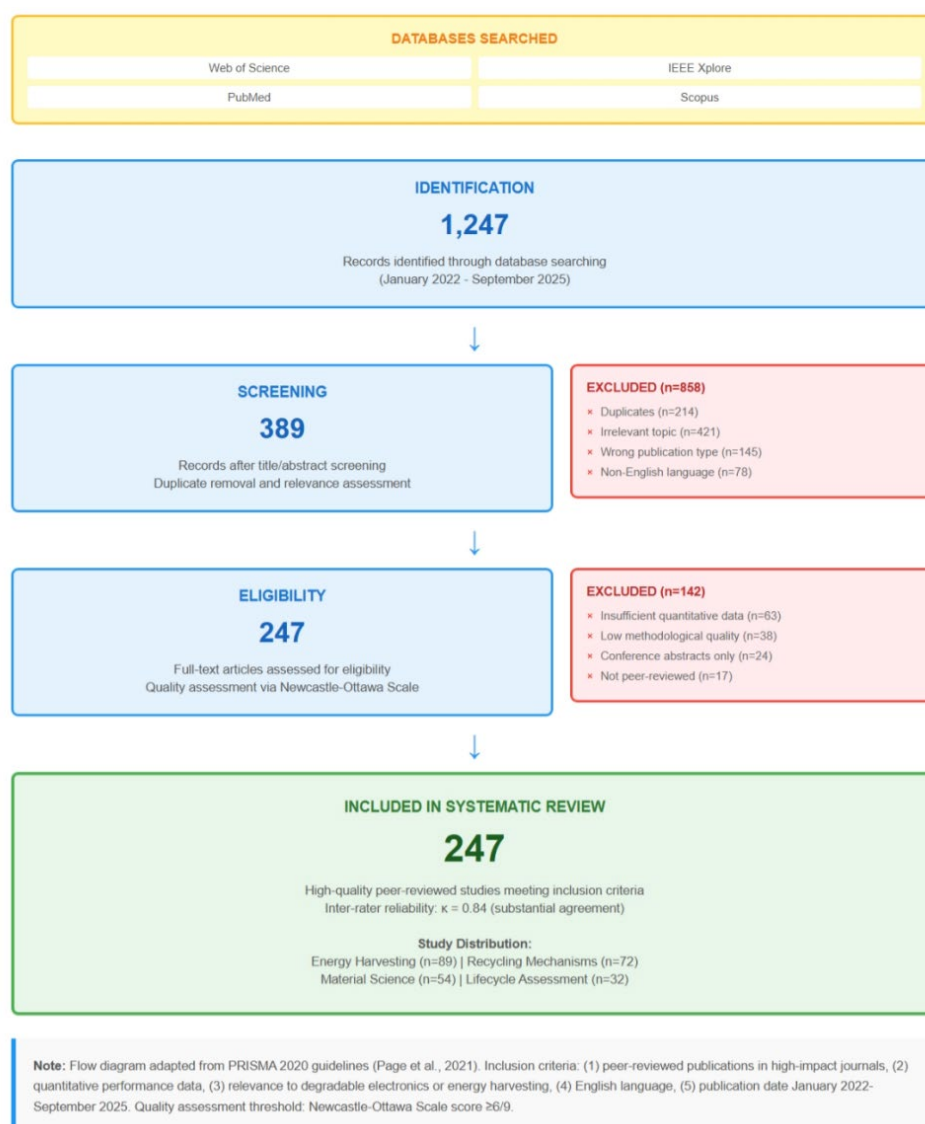 DATABASES SEARCHED
Web of Science
IEEE Xplore
PubMed
Scopus
IDENTIFICATION
1,247
Records identified through database searching
(January 2022 - September 2025)
↓
SCREENING
389
Records after title/abstract screening
Duplicate removal and relevance assessment
EXCLUDED (n=858)
× Duplicates (n=214)
× Irrelevant topic (n=421)
× Wrong publication type (n=145)
× Non-English language (n=78)
↓
ELIGIBILITY
247
Full-text articles assessed for eligibility
Quality assessment via Newcastle-Ottawa Scale
EXCLUDED (n=142)
× Insufficient quantitative data (n=63)
× Low methodological quality (n=38)
× Conference abstracts only (n=24)
× Not peer-reviewed (n=17)
↓
INCLUDED IN SYSTEMATIC REVIEW
247
High-quality peer-reviewed studies meeting inclusion criteria
Inter-rater reliability: κ = 0.84 (substantial agreement)
Study Distribution:
Energy Harvesting (n=89) | Recycling Mechanisms (n=72)
Material Science (n=54) | Lifecycle Assessment (n=32)
Note: Flow diagram adapted from PRISMA 2020 guidelines (Page et al., 2021). Inclusion criteria: (1) peer-reviewed publications in high-impact journals, (2)
quantitative performance data, (3) relevance to degradable electronics or energy harvesting, (4) English language, (5) publication date January 2022-
September 2025. Quality assessment threshold: Newcastle-Ottawa Scale score ≥6/9.